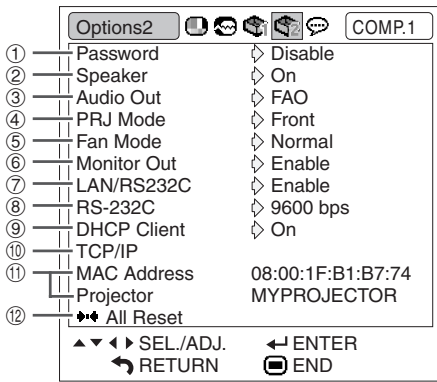 Options2 1 2 COMP.1
① Password Disable
② Speaker On
③ Audio Out FAO
④ PRJ Mode Front
⑤ Fan Mode Normal
⑥ Monitor Out Enable
⑦ LAN/RS232C Enable
⑧ RS-232C 9600 bps
⑨ DHCP Client On
⑩ TCP/IP
⑪ MAC Address 08:00:1F:B1:B7:74
Projector MYPROJECTOR
⑫ All Reset
SEL./ADJ. ENTER
RETURN END